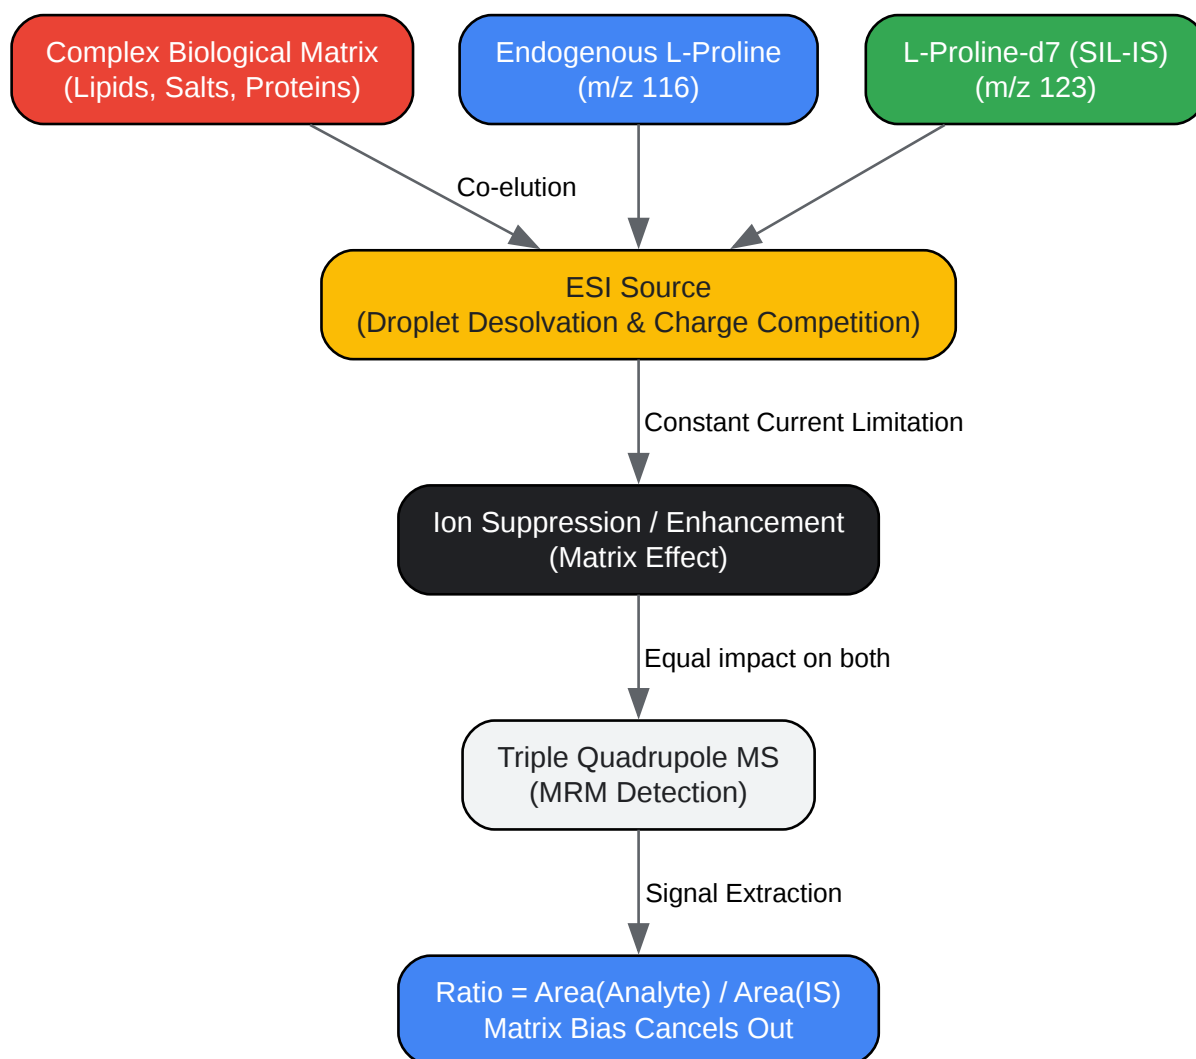 Complex Biological Matrix
(Lipids, Salts, Proteins)
Endogenous L-Proline
(m/z 116)
L-Proline-d7 (SIL-IS)
(m/z 123)
Co-elution
ESI Source
(Droplet Desolvation & Charge Competition)
Constant Current Limitation
Ion Suppression / Enhancement
(Matrix Effect)
Equal impact on both
Triple Quadrupole MS
(MRM Detection)
Signal Extraction
Ratio = Area(Analyte) / Area(IS)
Matrix Bias Cancels Out